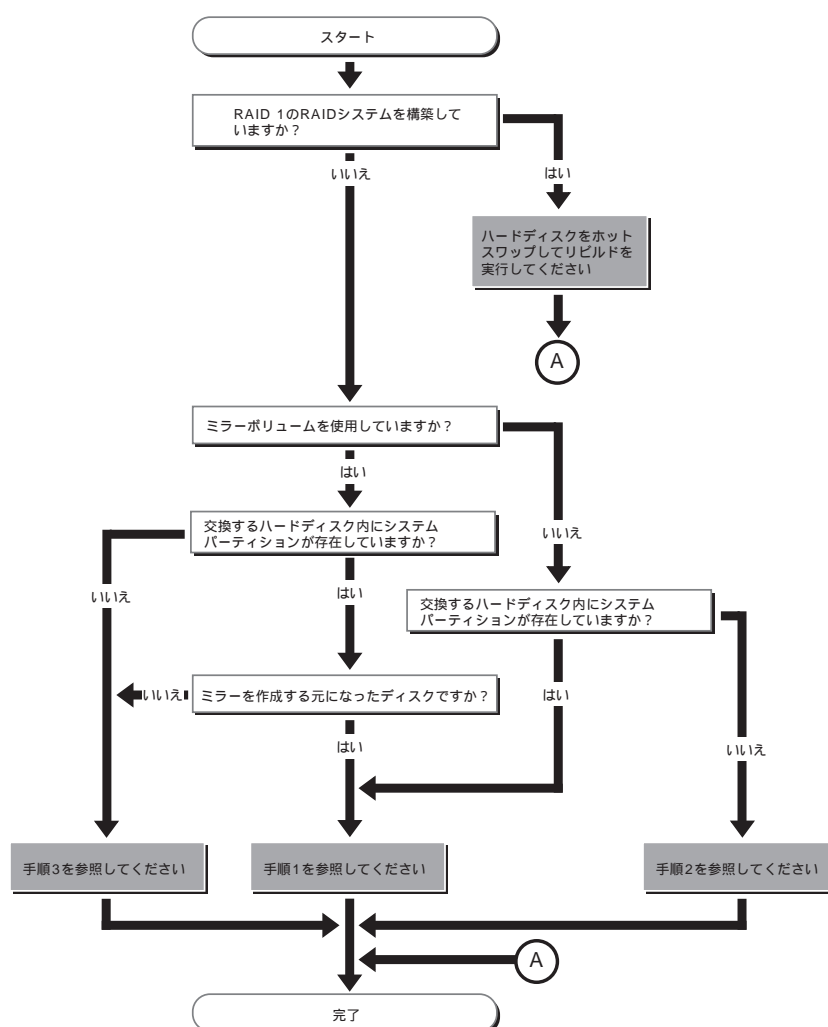 スタート
RAID 1のRAIDシステムを構築して
いますか？
いいえ
はい
ハードディスクをホット
スワップしてリビルドを
実行してください
A
ミラーボリュームを使用していますか？
はい
いいえ
交換するハードディスク内にシステム
パーティションが存在していますか？
いいえ
はい
交換するハードディスク内にシステム
パーティションが存在していますか？
いいえ
ミラーを作成する元になったディスクですか？
はい
はい
いいえ
手順3を参照してください
手順1を参照してください
手順2を参照してください
A
完了